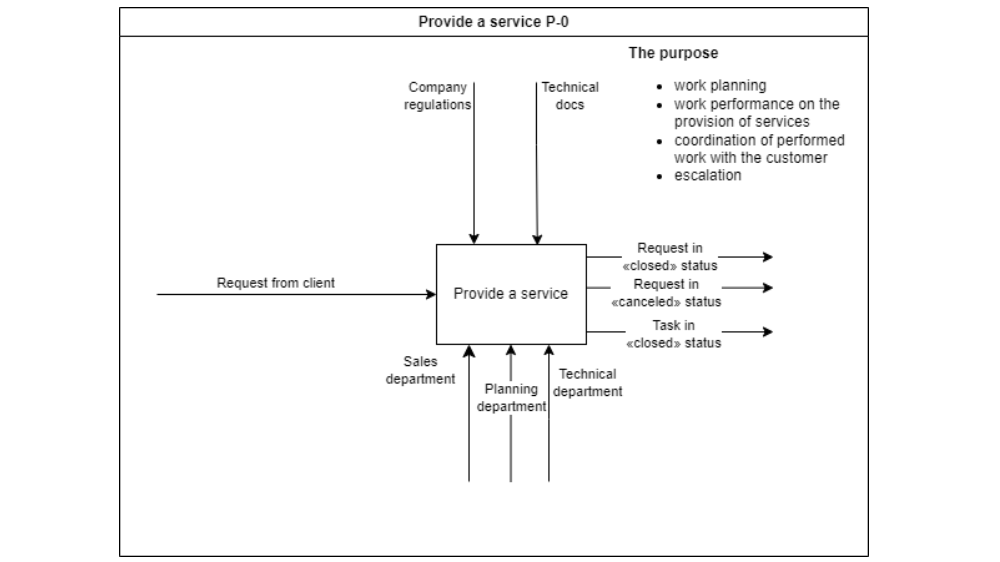 Provide a service P-0
The purpose
• work planning
• work performance on the
provision of services
• coordination of performed
work with the customer
• escalation
Company
regulations
Technical
docs
Request from client
Provide a service
Request in
«closed» status
Request in
«canceled» status
Task in
«closed» status
Sales
department
Planning
department
Technical
department